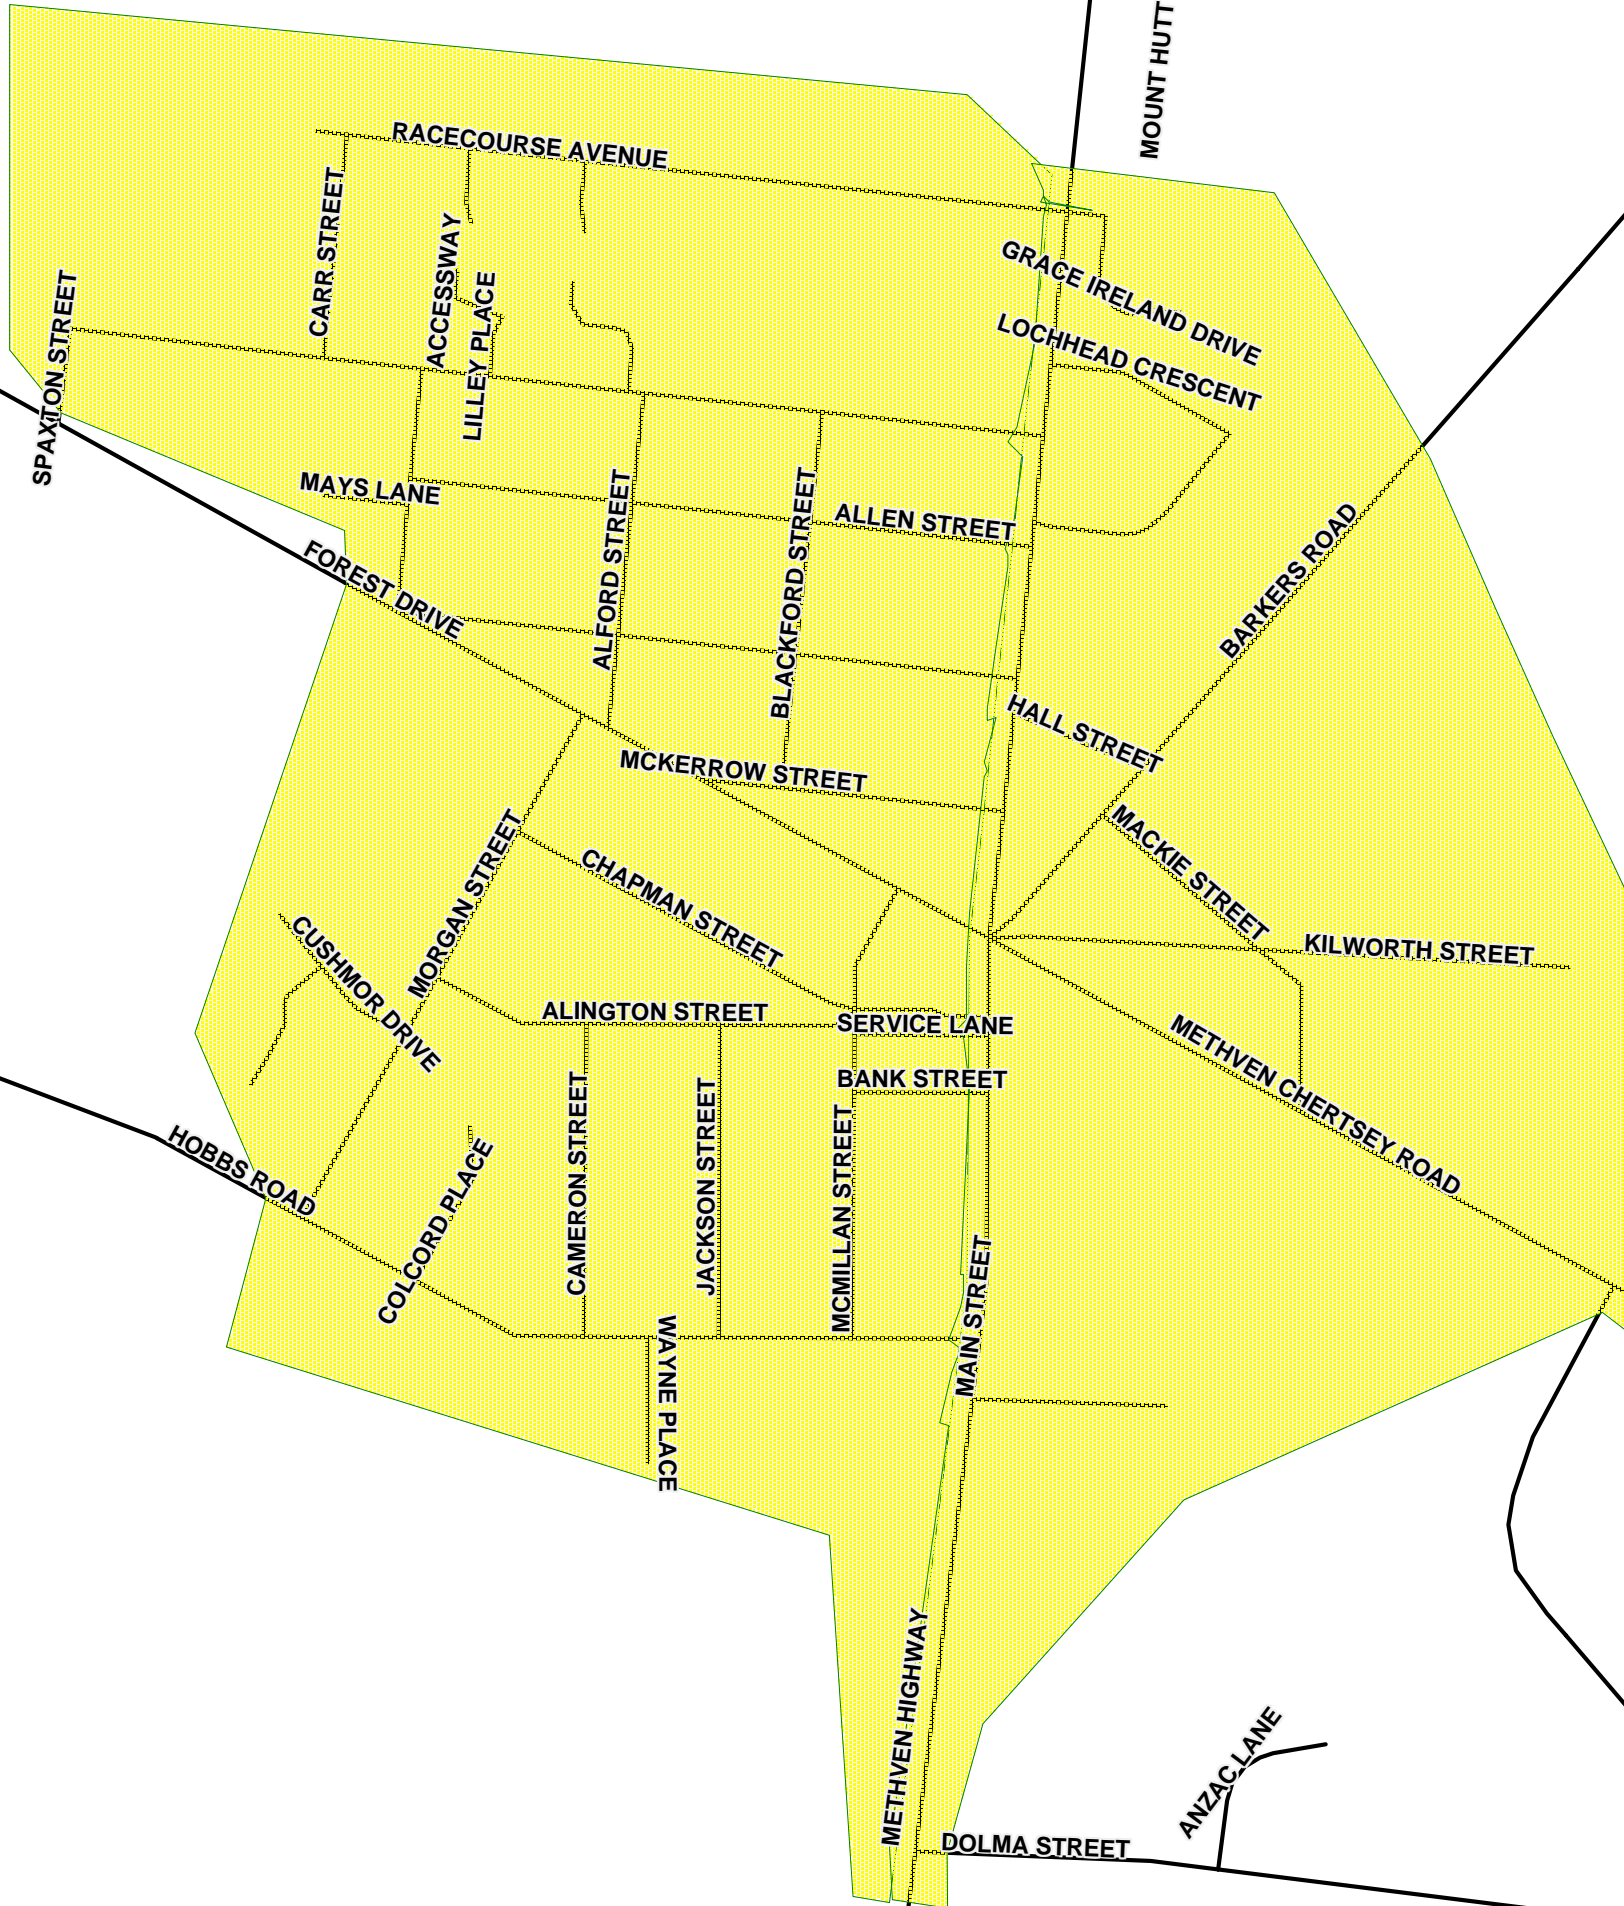 MOUNT HUTT
RACECOURSE AVENUE
CARR STREET
ACCESSWAY
LILLEY PLACE
SPAXTON STREET
GRACE IRELAND DRIVE
LOCHHEAD CRESCENT
MAYS LANE
ALLEN STREET
ALFORD STREET
BLACKFORD STREET
FOREST DRIVE
BARKERS ROAD
HALL STREET
MCKERROW STREET
MACKIE STREET
MORGAN STREET
CHAPMAN STREET
KILWORTH STREET
CUSHMOR DRIVE
ALINGTON STREET
SERVICE LANE
METHVEN CHERTSEY ROAD
BANK STREET
HOBBS ROAD
COLCORD PLACE
CAMERON STREET
JACKSON STREET
MCMILLAN STREET
MAIN STREET
WAYNE PLACE
METHVEN HIGHWAY
ANZAC LANE
DOLMA STREET